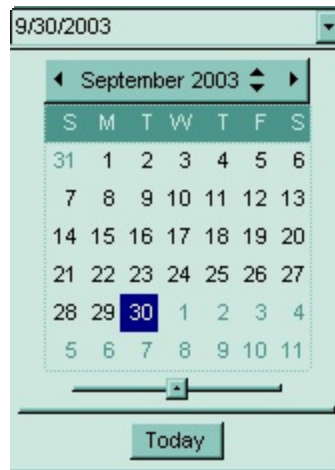 9/30/2003
September 2003
S M T W T F S
31 1 2 3 4 5 6
7 8 9 10 11 12 13
14 15 16 17 18 19 20
21 22 23 24 25 26 27
28 29 30 1 2 3 4
5 6 7 8 9 10 11
Today